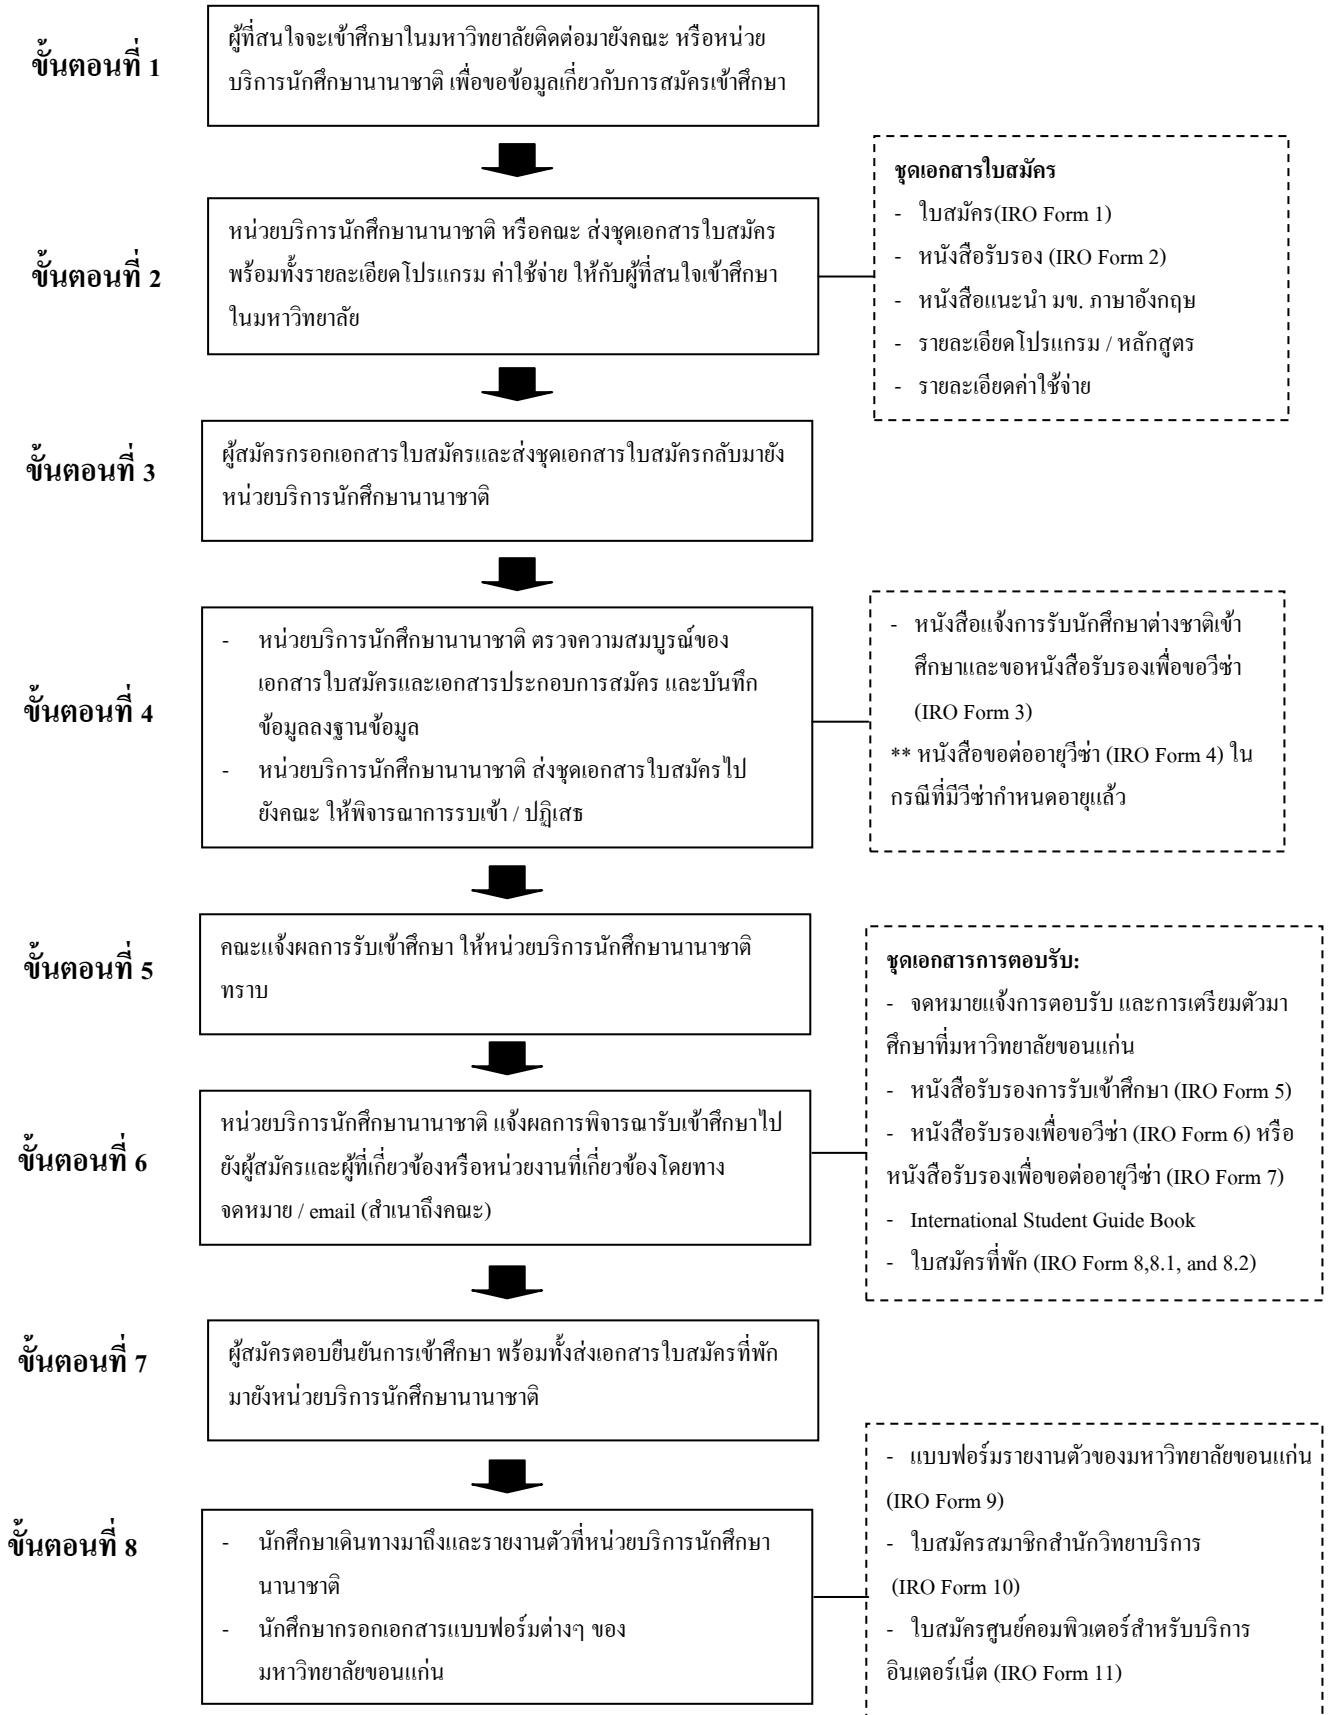 ขั้นตอนที่ 1
ผู้ที่สนใจจะเข้าศึกษาในมหาวิทยาลัยติดต่อมายังคณะ หรือหน่วย
บริการนักศึกษานานาชาติ เพื่อขอข้อมูลเกี่ยวกับการสมัครเข้าศึกษา
ขั้นตอนที่ 2
หน่วยบริการนักศึกษานานาชาติ หรือคณะ ส่งชุดเอกสารใบสมัคร
พร้อมทั้งรายละเอียดโปรแกรม ค่าใช้จ่าย ให้กับผู้ที่สนใจเข้าศึกษา
ในมหาวิทยาลัย
ชุดเอกสารใบสมัคร
- ใบสมัคร(IRO Form 1)
- หนังสือรับรอง (IRO Form 2)
- หนังสือแนะนำ มข. ภาษาอังกฤษ
- รายละเอียดโปรแกรม / หลักสูตร
- รายละเอียดค่าใช้จ่าย
ขั้นตอนที่ 3
ผู้สมัครกรอกเอกสารใบสมัครและส่งชุดเอกสารใบสมัครกลับมายัง
หน่วยบริการนักศึกษานานาชาติ
ขั้นตอนที่ 4
- หน่วยบริการนักศึกษานานาชาติ ตรวจความสมบูรณ์ของ
เอกสารใบสมัครและเอกสารประกอบการสมัคร และบันทึก
ข้อมูลลงฐานข้อมูล
- หน่วยบริการนักศึกษานานาชาติ ส่งชุดเอกสารใบสมัครไป
ยังคณะ ให้พิจารณาการรบเข้า / ปฏิเสธ
- หนังสือแจ้งการรับนักศึกษาต่างชาติเข้า
ศึกษาและขอหนังสือรับรองเพื่อขอวีซ่า
(IRO Form 3)
** หนังสือขอต่ออายุวีซ่า (IRO Form 4) ใน
กรณีที่มีวีซ่ากำหนดอายุแล้ว
ขั้นตอนที่ 5
คณะแจ้งผลการรับเข้าศึกษา ให้หน่วยบริการนักศึกษานานาชาติ
ทราบ
ขั้นตอนที่ 6
หน่วยบริการนักศึกษานานาชาติ แจ้งผลการพิจารณารับเข้าศึกษาไป
ยังผู้สมัครและผู้ที่เกี่ยวข้องหรือหน่วยงานที่เกี่ยวข้องโดยทาง
จดหมาย / email (สำเนาถึงคณะ)
ชุดเอกสารการตอบรับ:
- จดหมายแจ้งการตอบรับ และการเตรียมตัวมา
ศึกษาที่มหาวิทยาลัยขอนแก่น
- หนังสือรับรองการรับเข้าศึกษา (IRO Form 5)
- หนังสือรับรองเพื่อขอวีซ่า (IRO Form 6) หรือ
หนังสือรับรองเพื่อขอต่ออายุวีซ่า (IRO Form 7)
- International Student Guide Book
- ใบสมัครที่พัก (IRO Form 8,8.1, and 8.2)
ขั้นตอนที่ 7
ผู้สมัครตอบยืนยันการเข้าศึกษา พร้อมทั้งส่งเอกสารใบสมัครที่พัก
มายังหน่วยบริการนักศึกษานานาชาติ
ขั้นตอนที่ 8
- นักศึกษาเดินทางมาถึงและรายงานตัวที่หน่วยบริการนักศึกษา
นานาชาติ
- นักศึกษากรอกเอกสารแบบฟอร์มต่างๆ ของ
มหาวิทยาลัยขอนแก่น
- แบบฟอร์มรายงานตัวของมหาวิทยาลัยขอนแก่น
(IRO Form 9)
- ใบสมัครสมาชิกสำนักวิทยาบริการ
(IRO Form 10)
- ใบสมัครศูนย์คอมพิวเตอร์สำหรับบริการ
อินเตอร์เน็ต (IRO Form 11)